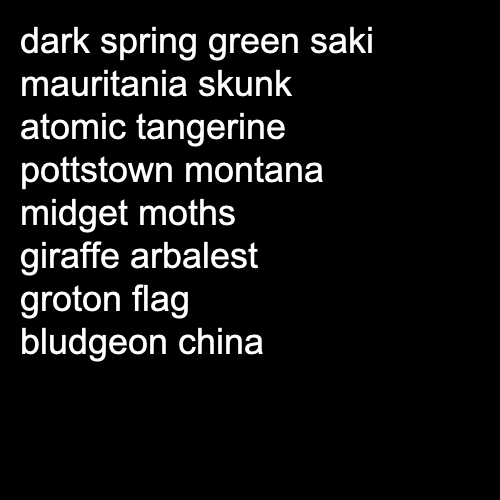 dark spring green saki
mauritania skunk
atomic tangerine
pottstown montana
midget moths
giraffe arbalest
groton flag
bludgeon china